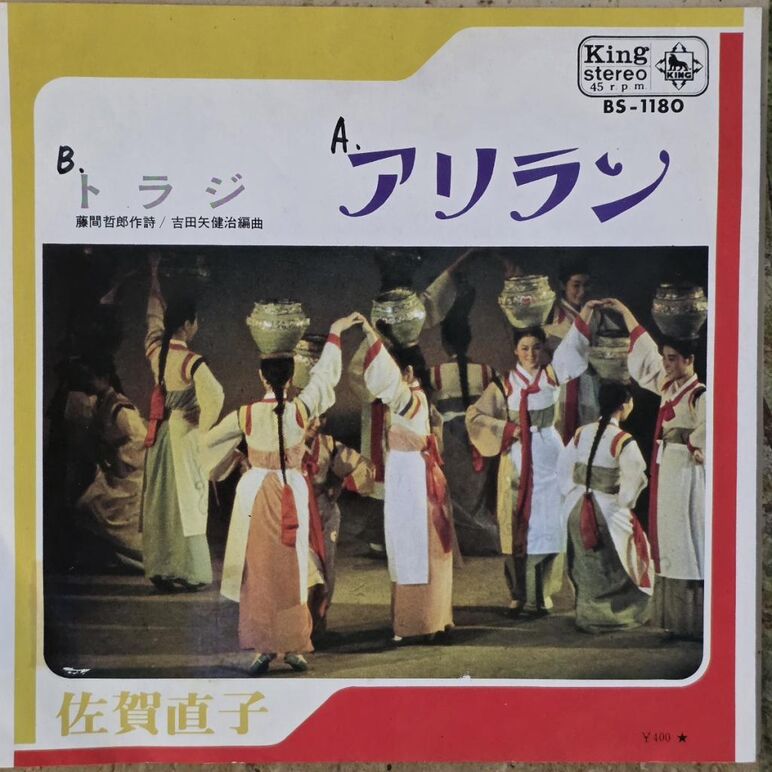 King
stereo
45 rpm
KING
BS-1180
A.
アリラン
B.
トラジ
藤間哲郎作詩/吉田矢健治編曲
佐賀直子
¥400 ★